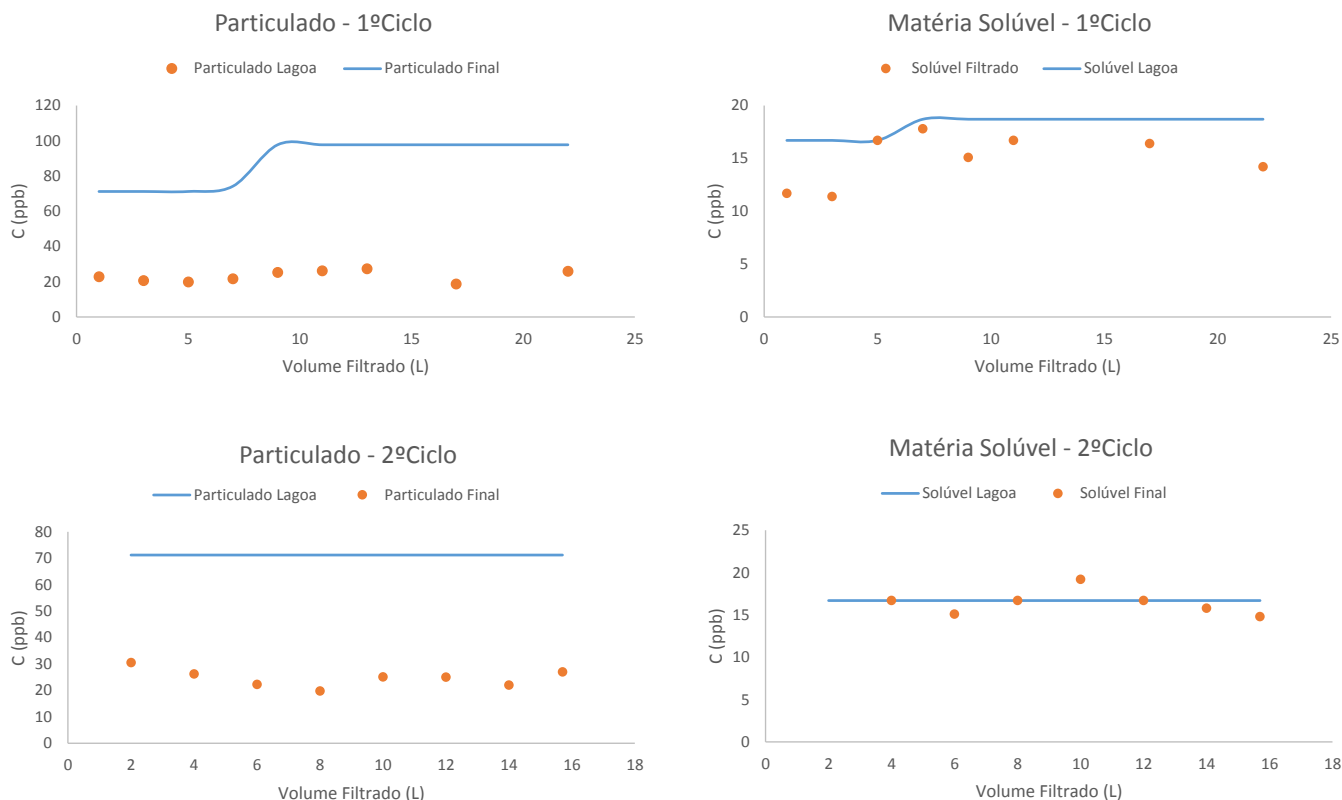 Particulado - 1ºCiclo
Particulado Lagoa
Particulado Final
C (ppb)
120
100
80
60
40
20
0
0
5
10
15
20
25
Volume Filtrado (L)
Matéria Solúvel - 1ºCiclo
Solúvel Filtrado
Solúvel Lagoa
C (ppb)
20
15
10
5
0
0
5
10
15
20
25
Volume Filtrado (L)
Particulado - 2ºCiclo
Particulado Lagoa
Particulado Final
C (ppb)
80
70
60
50
40
30
20
10
0
0
2
4
6
8
10
12
14
16
18
Volume Filtrado (L)
Matéria Solúvel - 2ºCiclo
Solúvel Lagoa
Solúvel Final
C (ppb)
25
20
15
10
5
0
0
2
4
6
8
10
12
14
16
18
Volume Filtrado (L)